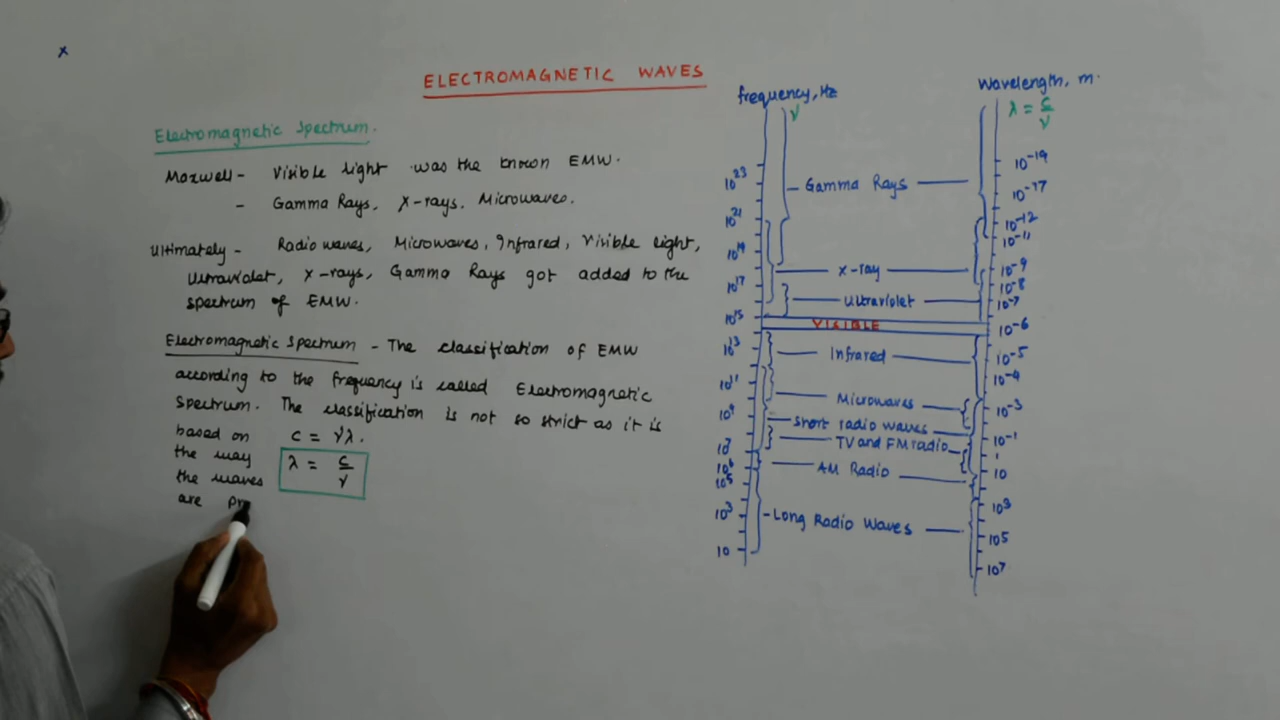 x
ELECTROMAGNETIC WAVES
Electromagnetic Spectrum.
Maxwell - Visible light was the known EMW.
- Gamma Rays, X-rays, Microwaves.
Ultimately - Radio waves, Microwaves, Infrared, Visible light,
Ultraviolet, X-rays, Gamma Rays got added to the
spectrum of EMW.
Electromagnetic Spectrum - The classification of EMW
according to the frequency is called Electromagnetic
Spectrum. The classification is not so strict as it is
based on
the way
the waves
are pr
c = νλ.
λ = c/ν
frequency, Hz
ν
10²³
10²¹
10¹⁹
10¹⁷
10¹⁵
10¹³
10¹¹
10⁹
10⁷
10⁶
10⁵
10³
10
Gamma Rays
X-ray
Ultraviolet
VISIBLE
Infrared
Microwaves
Short radio waves
TV and FM radio
AM Radio
Long Radio Waves
Wavelength, m.
λ = c/ν
10⁻¹⁹
10⁻¹⁷
10⁻¹²
10⁻¹¹
10⁻⁹
10⁻⁸
10⁻⁷
10⁻⁶
10⁻⁵
10⁻⁴
10⁻³
10⁻¹
1
10
10³
10⁵
10⁷